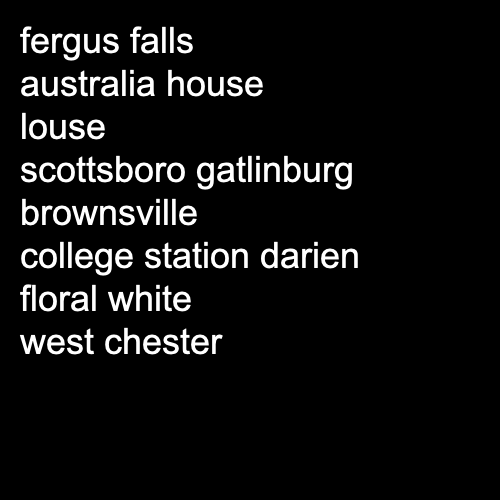 fergus falls
australia house
louse
scottsboro gatlinburg
brownsville
college station darien
floral white
west chester